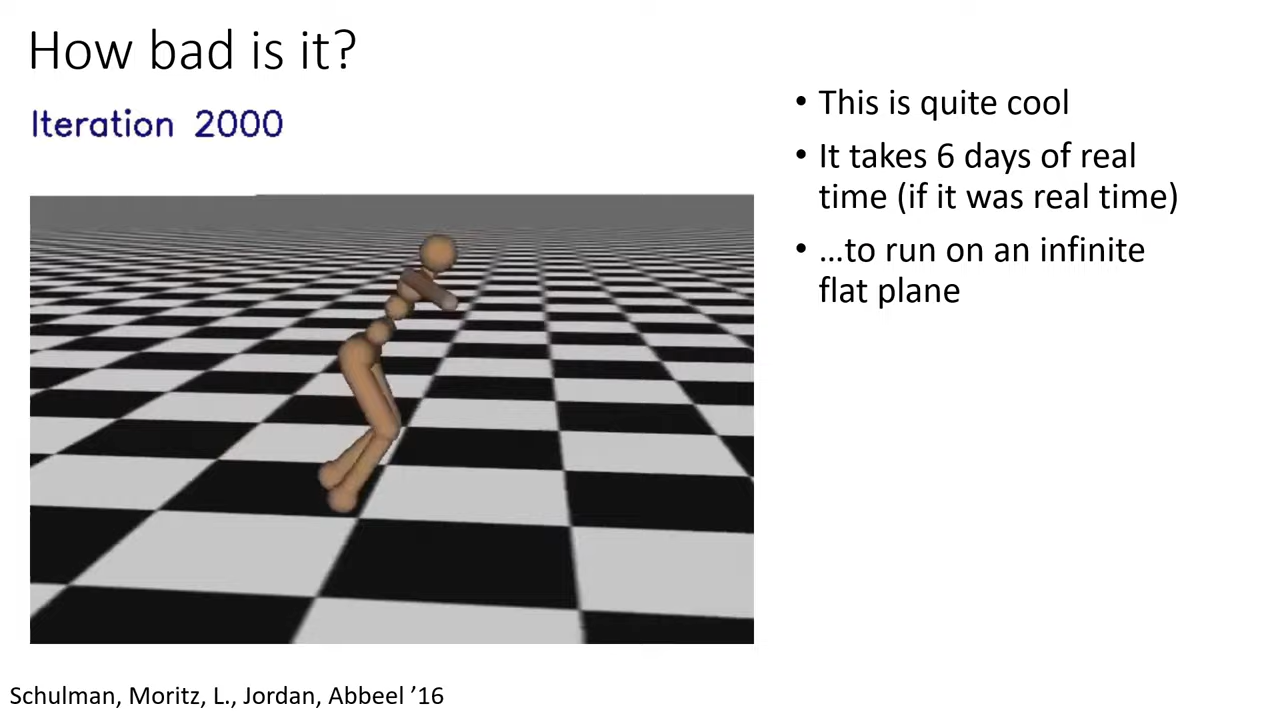 How bad is it?
Iteration 2000
• This is quite cool
• It takes 6 days of real
time (if it was real time)
• …to run on an infinite
flat plane
Schulman, Moritz, L., Jordan, Abbeel ’16